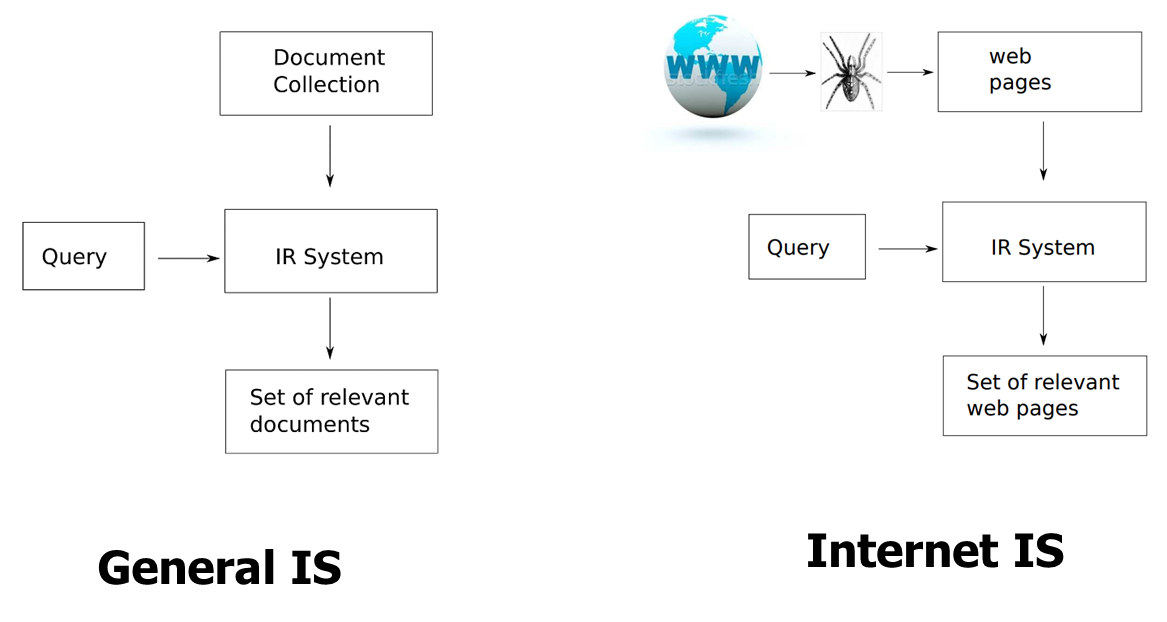 Document
Collection
Query
IR System
Set of relevant
documents
General IS
WWW
web
pages
Query
IR System
Set of relevant
web pages
Internet IS